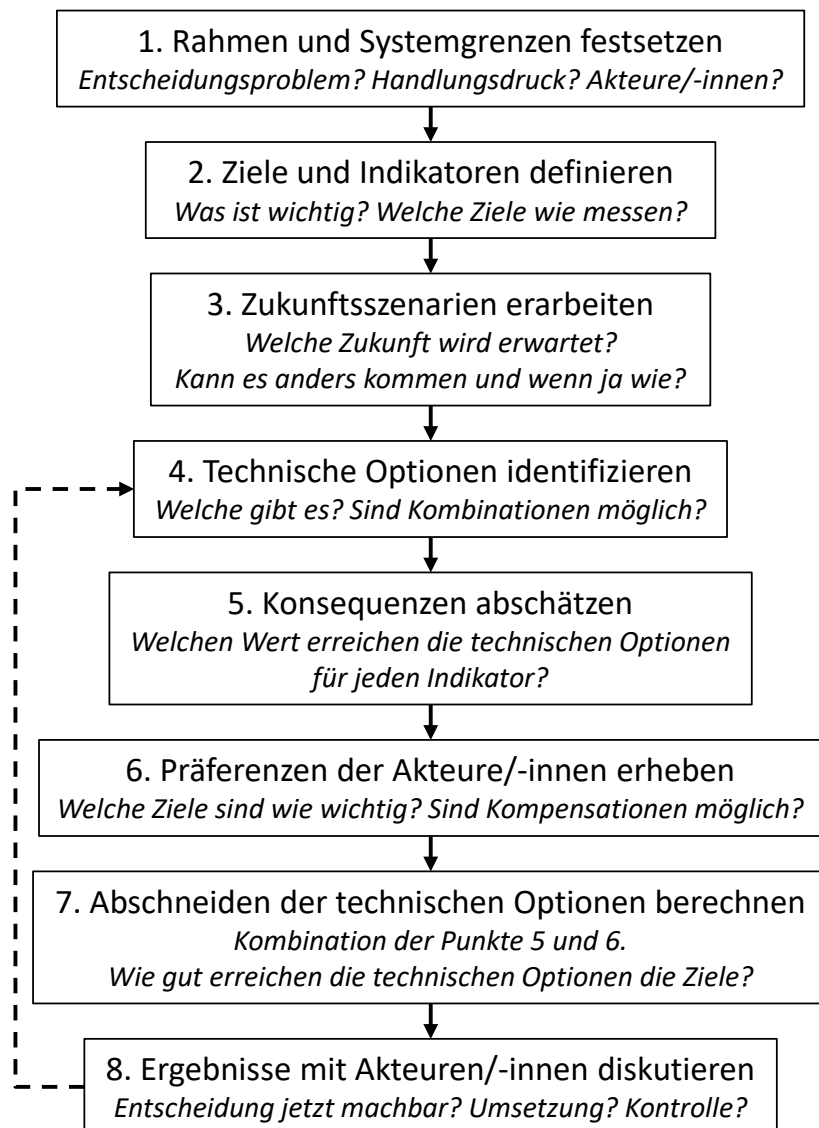 1. Rahmen und Systemgrenzen festsetzen
Entscheidungsproblem? Handlungsdruck? Akteure/-innen?
2. Ziele und Indikatoren definieren
Was ist wichtig? Welche Ziele wie messen?
3. Zukunftsszenarien erarbeiten
Welche Zukunft wird erwartet?
Kann es anders kommen und wenn ja wie?
4. Technische Optionen identifizieren
Welche gibt es? Sind Kombinationen möglich?
5. Konsequenzen abschätzen
Welchen Wert erreichen die technischen Optionen
für jeden Indikator?
6. Präferenzen der Akteure/-innen erheben
Welche Ziele sind wie wichtig? Sind Kompensationen möglich?
7. Abschneiden der technischen Optionen berechnen
Kombination der Punkte 5 und 6.
Wie gut erreichen die technischen Optionen die Ziele?
8. Ergebnisse mit Akteuren/-innen diskutieren
Entscheidung jetzt machbar? Umsetzung? Kontrolle?